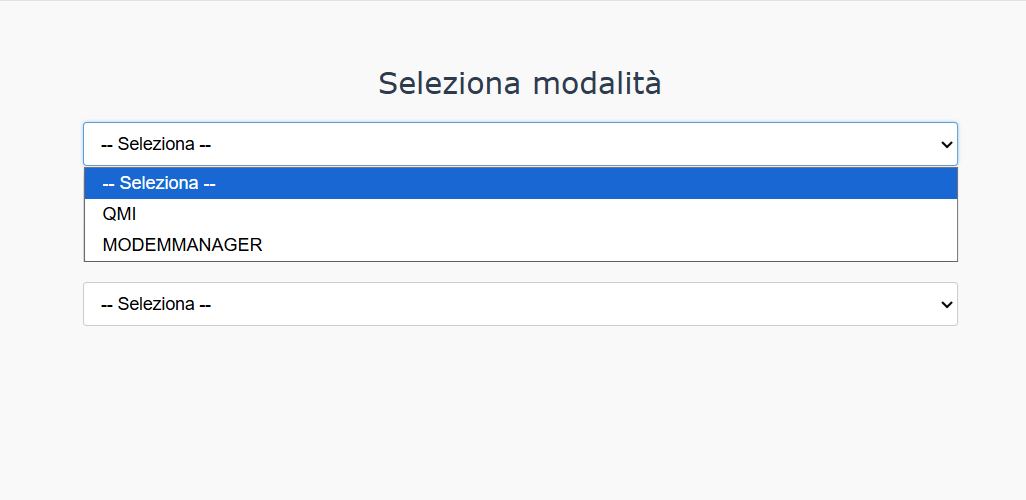 Seleziona modalità
-- Seleziona --
-- Seleziona --
QMI
MODEMMANAGER
-- Seleziona --